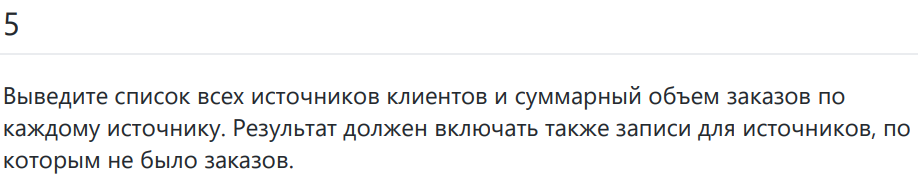 5
Выведите список всех источников клиентов и суммарный объем заказов по
каждому источнику. Результат должен включать также записи для источников, по
которым не было заказов.